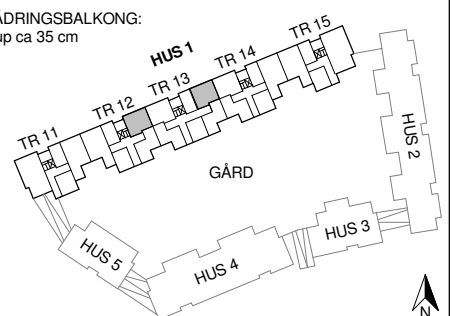 ÄDRINGSBALKONG:
up ca 35 cm
HUS 1
TR 11
TR 12
TR 13
TR 14
TR 15
GÅRD
HUS 2
HUS 3
HUS 4
HUS 5
N